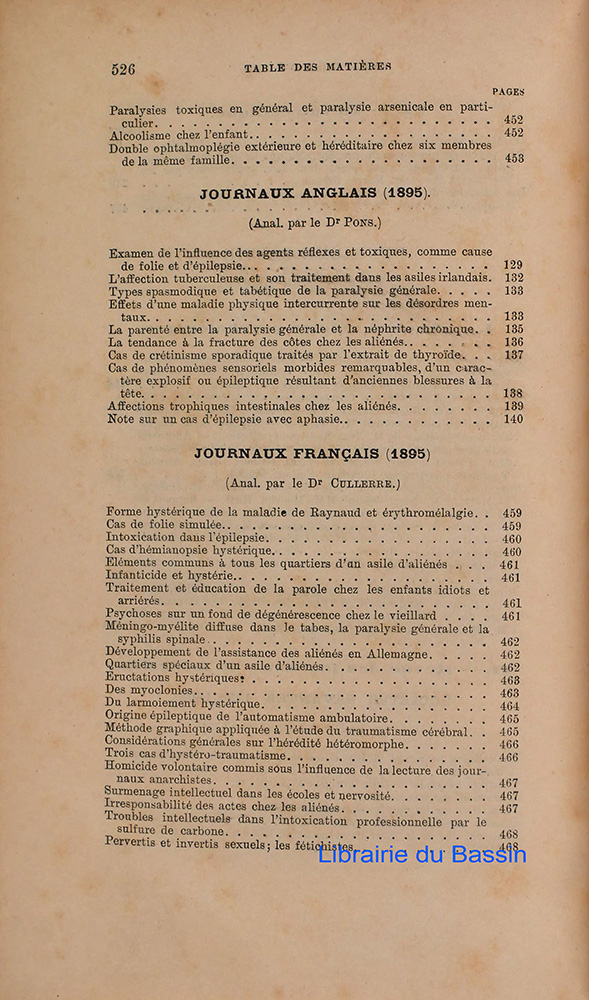 526 TABLE DES MATIÈRES
PAGES
Paralysies toxiques en général et paralysie arsenicale en parti-
culier. . . . . . . . . . . . . . . . . . . . . . . . . 452
Alcoolisme chez l'enfant. . . . . . . . . . . . . . . . . . . 452
Double ophtalmoplégie extérieure et héréditaire chez six membres
de la même famille. . . . . . . . . . . . . . . . . . . . 453
JOURNAUX ANGLAIS (1895).
(Anal. par le Dr PONS.)
Examen de l'influence des agents réflexes et toxiques, comme cause
de folie et d'épilepsie. . . . . . . . . . . . . . . . . . . 129
L'affection tuberculeuse et son traitement dans les asiles irlandais. 132
Types spasmodique et tabétique de la paralysie générale. . . . . 133
Effets d'une maladie physique intercurrente sur les désordres men-
taux. . . . . . . . . . . . . . . . . . . . . . . . . . 133
La parenté entre la paralysie générale et la néphrite chronique. . 135
La tendance à la fracture des côtes chez les aliénés. . . . . . . 136
Cas de crétinisme sporadique traités par l'extrait de thyroïde. . . 137
Cas de phénomènes sensoriels morbides remarquables, d'un carac-
tère explosif ou épileptique résultant d'anciennes blessures à la
tête. . . . . . . . . . . . . . . . . . . . . . . . . . 138
Affections trophiques intestinales chez les aliénés. . . . . . . . 139
Note sur un cas d'épilepsie avec aphasie. . . . . . . . . . . . 140
JOURNAUX FRANÇAIS (1895)
(Anal. par le Dr CULLERRE.)
Forme hystérique de la maladie de Raynaud et érythromélalgie. . 459
Cas de folie simulée. . . . . . . . . . . . . . . . . . . . . 459
Intoxication dans l'épilepsie. . . . . . . . . . . . . . . . . . 460
Cas d'hémianopsie hystérique. . . . . . . . . . . . . . . . . 460
Eléments communs à tous les quartiers d'un asile d'aliénés . . . 461
Infanticide et hystérie. . . . . . . . . . . . . . . . . . . . 461
Traitement et éducation de la parole chez les enfants idiots et
arriérés. . . . . . . . . . . . . . . . . . . . . . . . . 461
Psychoses sur un fond de dégénérescence chez le vieillard . . . . 461
Méningo-myélite diffuse dans le tabes, la paralysie générale et la
syphilis spinale . . . . . . . . . . . . . . . . . . . . . 462
Développement de l'assistance des aliénés en Allemagne. . . . . 462
Quartiers spéciaux d'un asile d'aliénés. . . . . . . . . . . . . 462
Eructations hystériques . . . . . . . . . . . . . . . . . . . 463
Des myoclonies. . . . . . . . . . . . . . . . . . . . . . . 463
Du larmoiement hystérique. . . . . . . . . . . . . . . . . . 464
Origine épileptique de l'automatisme ambulatoire. . . . . . . . 465
Méthode graphique appliquée à l'étude du traumatisme cérébral. . 465
Considérations générales sur l'hérédité hétéromorphe. . . . . . . 466
Trois cas d'hystéro-traumatisme. . . . . . . . . . . . . . . . 466
Homicide volontaire commis sous l'influence de la lecture des jour-
naux anarchistes. . . . . . . . . . . . . . . . . . . . . 467
Surmenage intellectuel dans les écoles et nervosité. . . . . . . . 467
Irresponsabilité des actes chez les aliénés. . . . . . . . . . . . 467
Troubles intellectuels dans l'intoxication professionnelle par le
sulfure de carbone. . . . . . . . . . . . . . . . . . . . 468
Pervertis et invertis sexuels; les fétichistes. . . . . . . . . . . 468
Librairie du Bassin